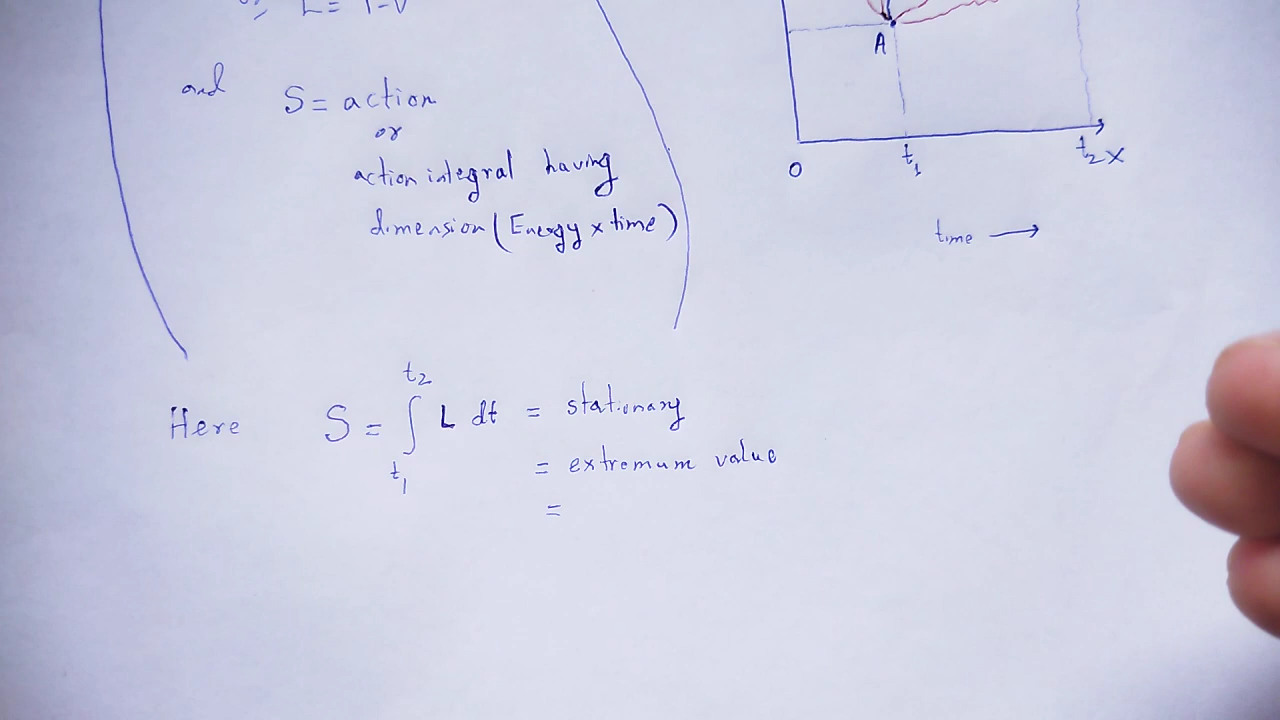 L = T-V
and S = action
or
action integral having
dimension (Energy x time)
A
O t₁ t₂ X
time →
t₂
Here S = ∫ L dt = stationary
t₁ = extremum value
=